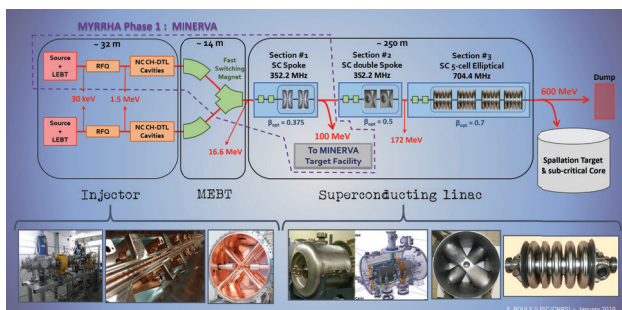 MYRRHA Phase 1 : MINERVA
~ 32 m
~ 14 m
~ 250 m
Source
+
LEBT
RFQ
NC CH-DTL
Cavities
Source
+
LEBT
RFQ
NC CH-DTL
Cavities
30 keV
1.5 MeV
Fast
Switching
Magnet
16.6 MeV
Section #1
SC Spoke
352.2 MHz
βopt = 0.375
100 MeV
To MINERVA
Target Facility
Section #2
SC double Spoke
352.2 MHz
βopt = 0.5
172 MeV
Section #3
SC 5-cell Elliptical
704.4 MHz
βopt = 0.7
600 MeV
Dump
Spallation Target
& sub-critical Core
Injector
MEBT
Superconducting linac
January 2019